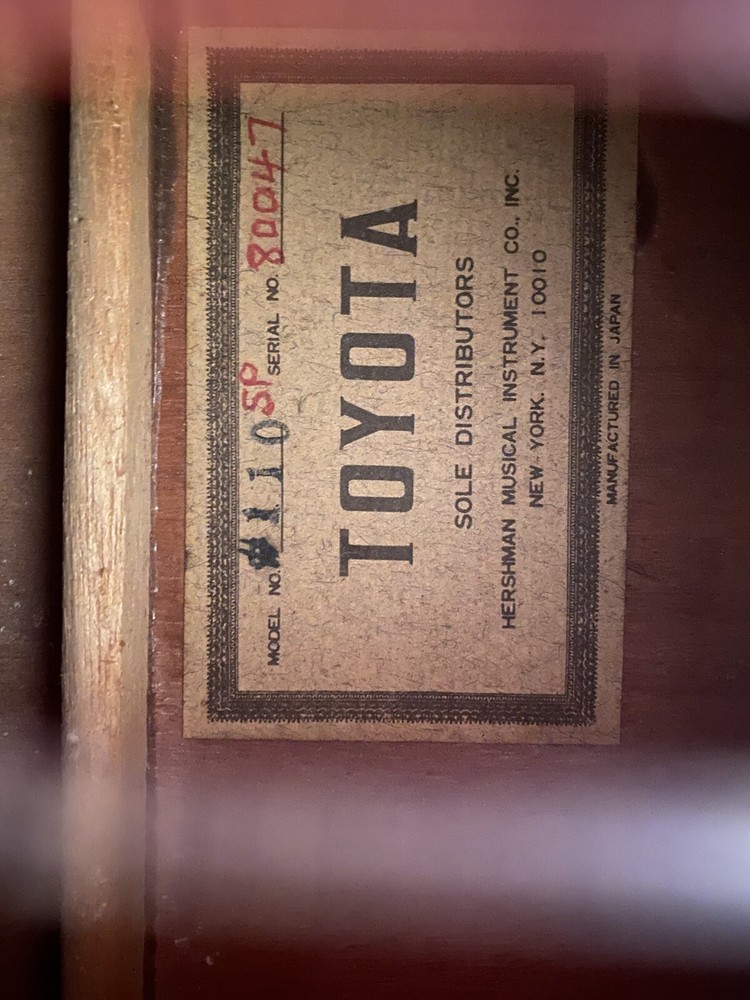 MODEL NO. #110 SP SERIAL NO. 80047
TOYOTA
SOLE DISTRIBUTORS
HERSHMAN MUSICAL INSTRUMENT CO., INC.
NEW YORK, N.Y. 10010
MANUFACTURED IN JAPAN